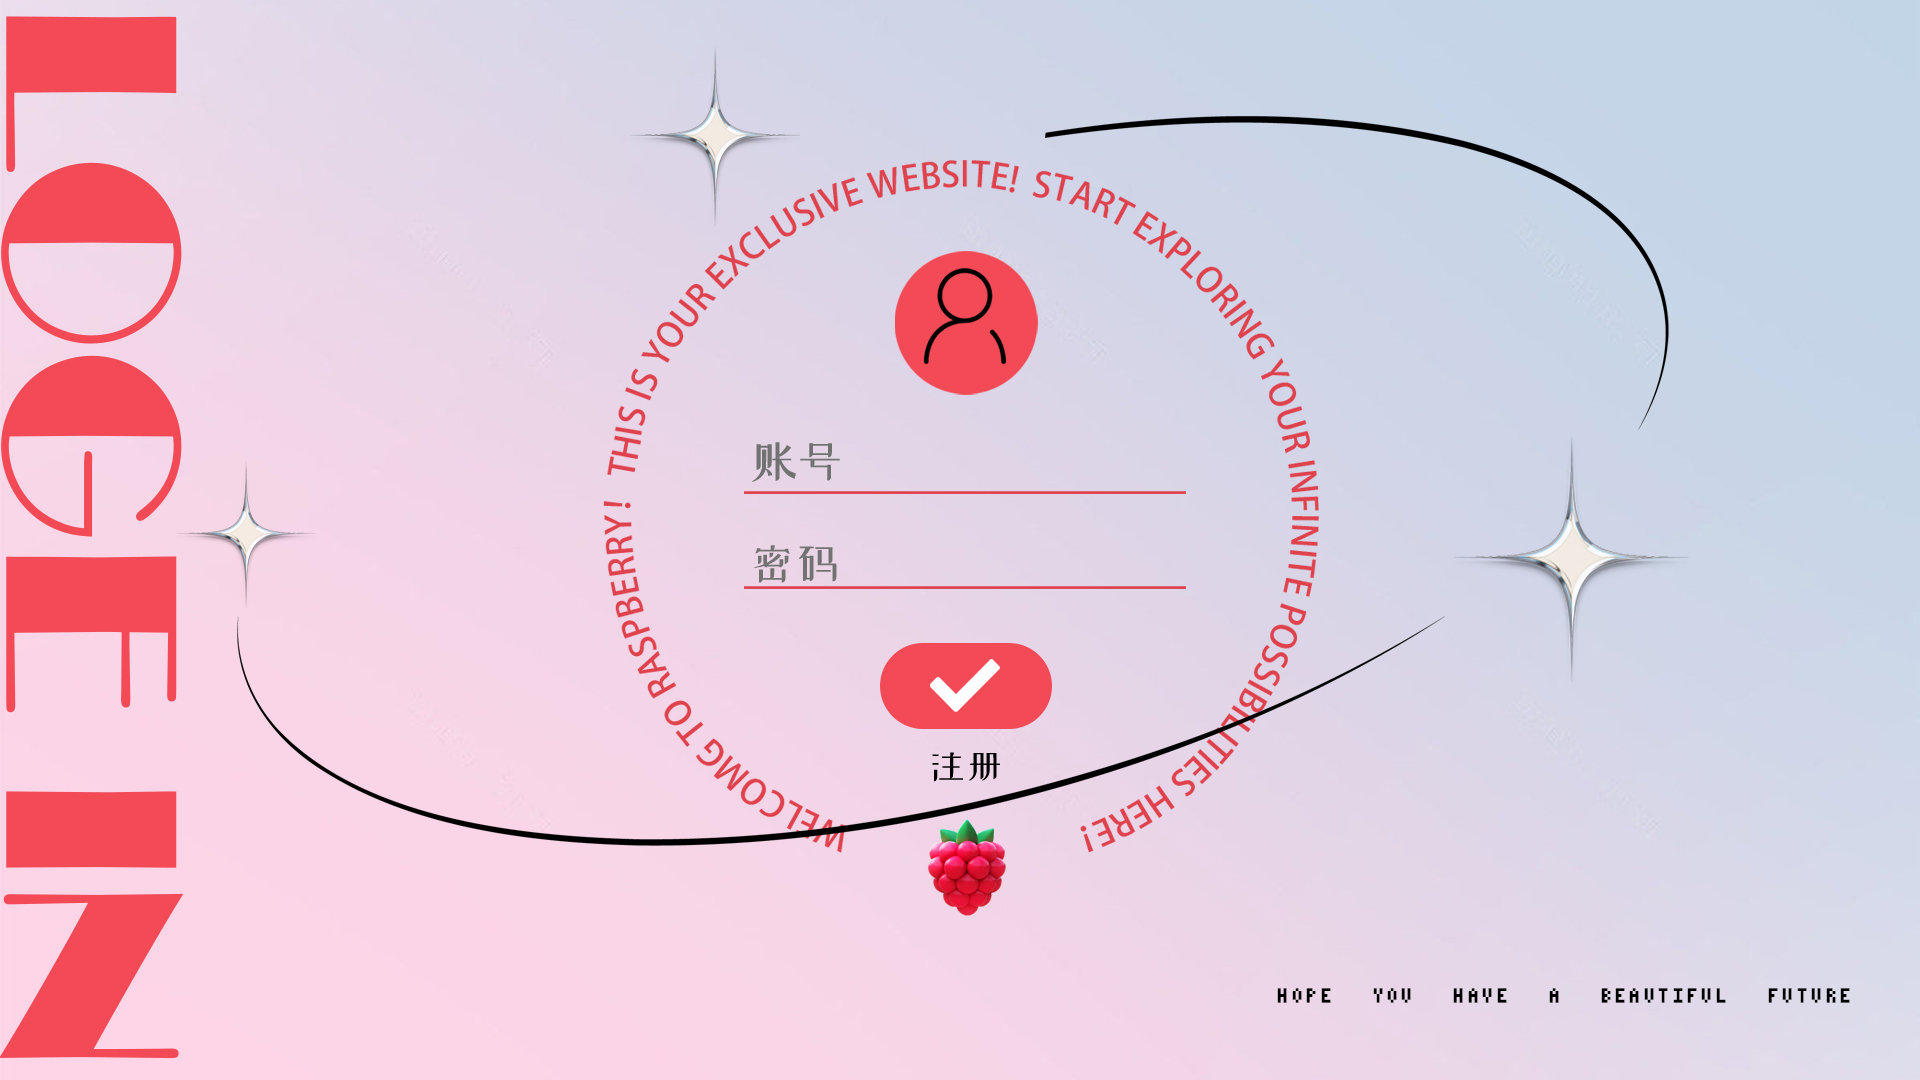 LOGE IN
WELCOMG TO RASPBERRY! THIS IS YOUR EXCLUSIVE WEBSITE! START EXPLORING YOUR INFINITE POSSIBILITIES HERE!
账号
密码
注册
HOPE YOU HAVE A BEAUTIFUL FUTURE